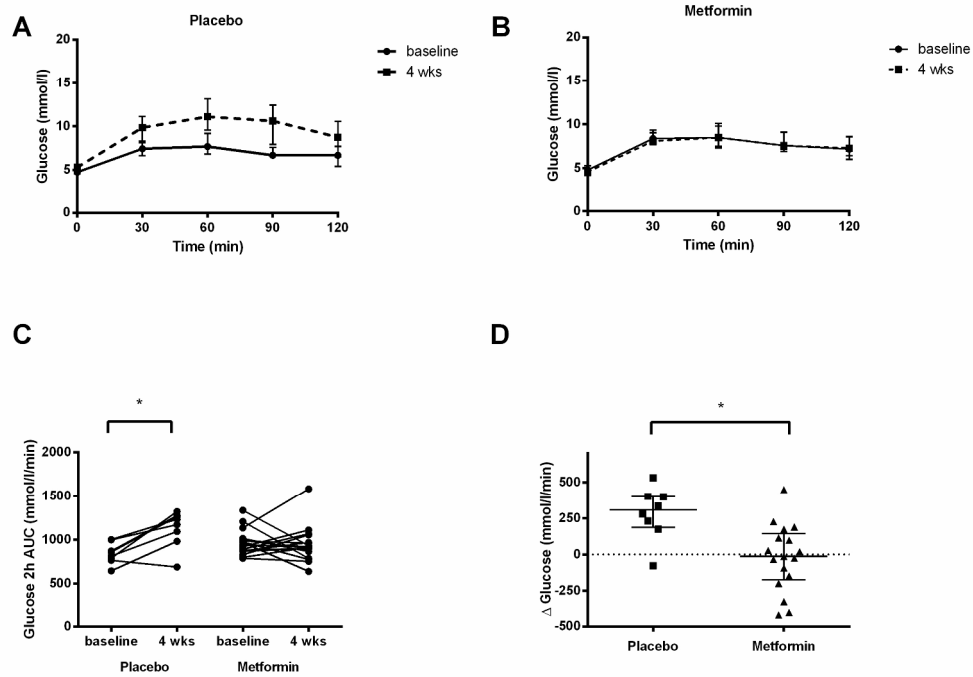 A
Placebo
Glucose (mmol/l)
20
15
10
5
0
0 30 60 90 120
Time (min)
baseline
4 wks
B
Metformin
Glucose (mmol/l)
20
15
10
5
0
0 30 60 90 120
Time (min)
baseline
4 wks
C
*
Glucose 2h AUC (mmol/l/min)
2000
1500
1000
500
0
baseline 4 wks baseline 4 wks
Placebo Metformin
D
*
Δ Glucose (mmol/l/min)
500
250
0
-250
-500
Placebo Metformin